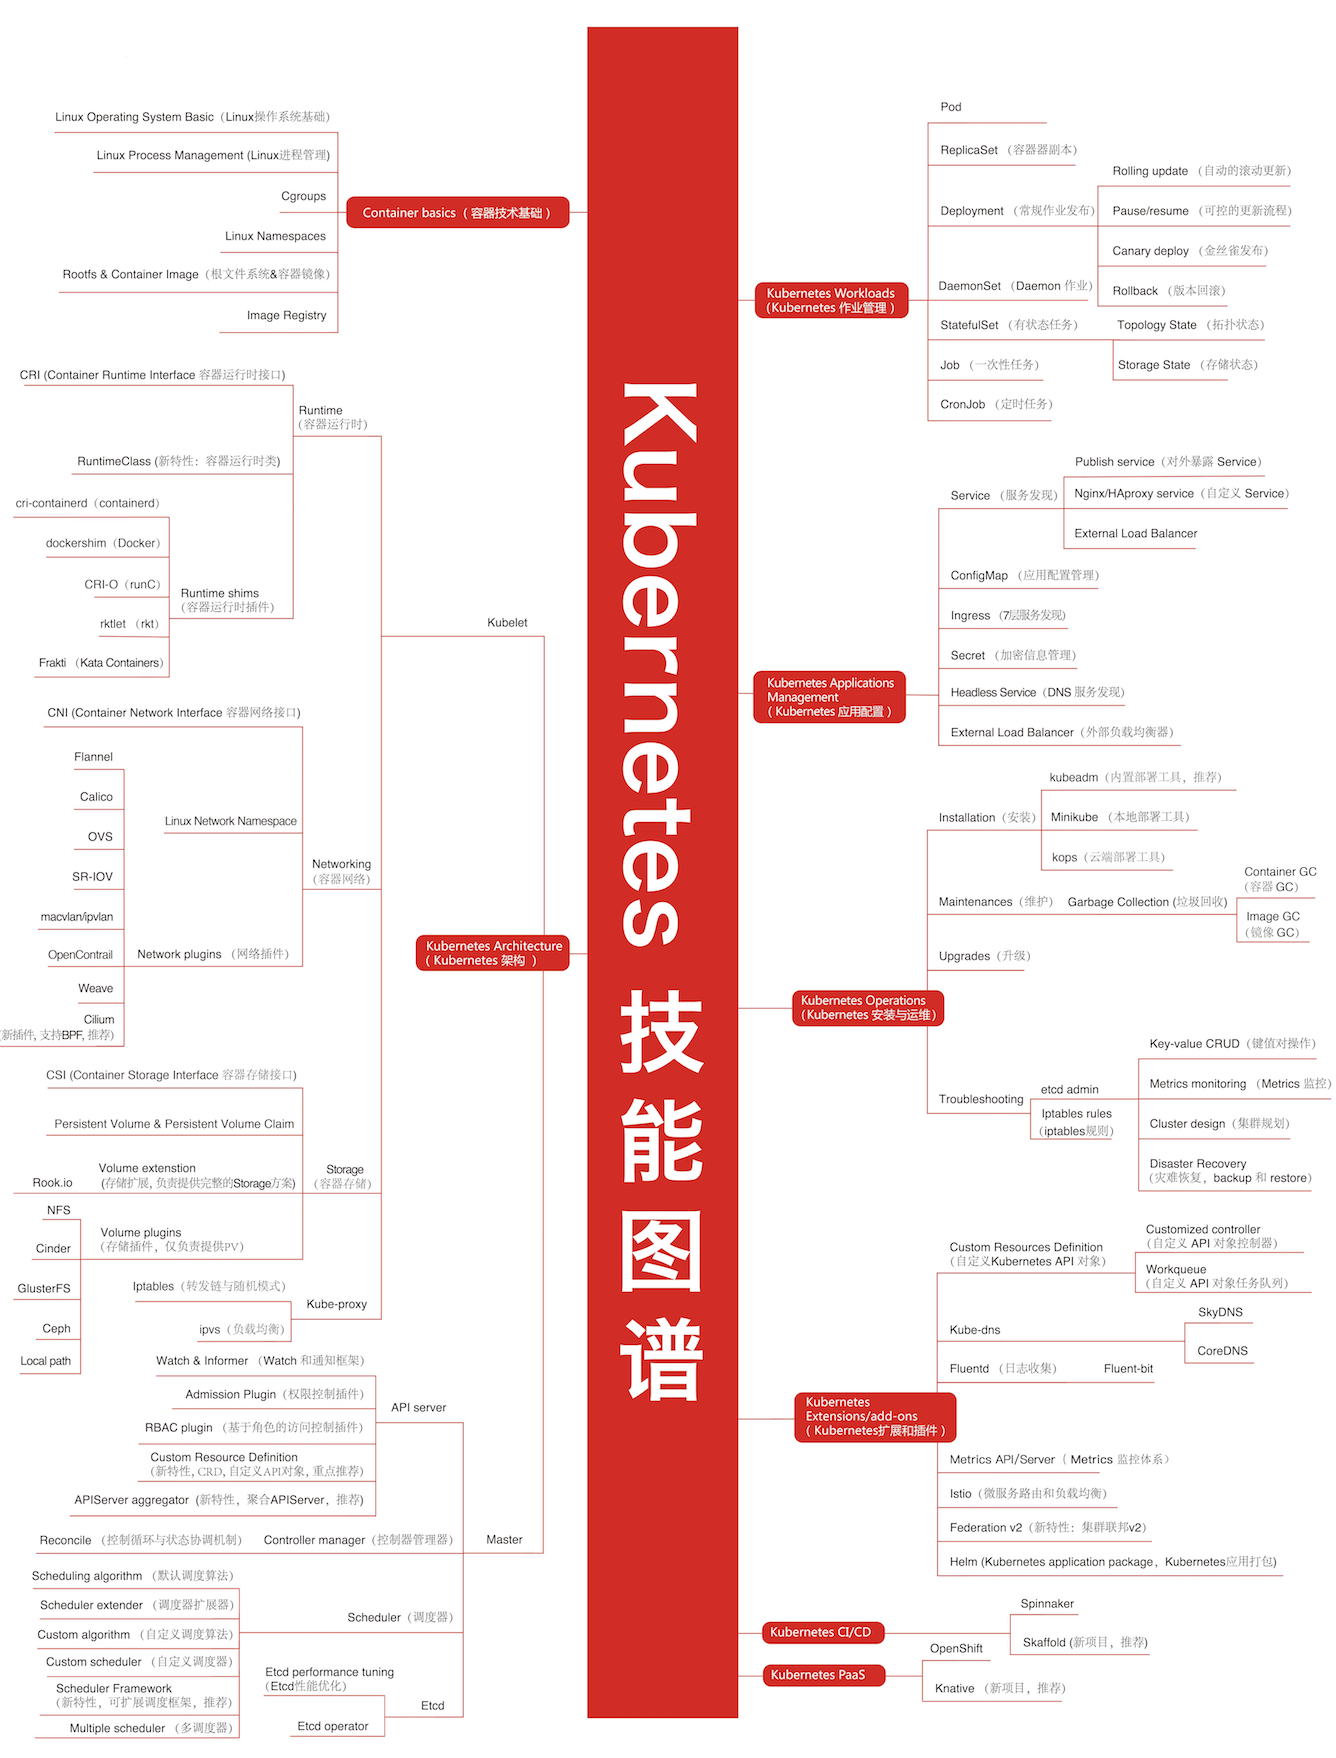 Kubernetes 技能图谱
Container basics（容器技术基础）
Linux Operating System Basic（Linux操作系统基础）
Linux Process Management (Linux进程管理)
Cgroups
Linux Namespaces
Rootfs & Container Image（根文件系统&容器镜像）
Image Registry
Kubernetes Architecture
（Kubernetes 架构 ）
Kubelet
Runtime
(容器运行时）
CRI (Container Runtime Interface 容器运行时接口)
RuntimeClass (新特性：容器运行时类)
Runtime shims
(容器运行时插件）
cri-containerd（containerd）
dockershim（Docker）
CRI-O（runC）
rktlet （rkt）
Frakti （Kata Containers）
Networking
（容器网络）
CNI (Container Network Interface 容器网络接口)
Linux Network Namespace
Network plugins （网络插件）
Flannel
Calico
OVS
SR-IOV
macvlan/ipvlan
OpenContrail
Weave
Cilium
新插件, 支持BPF, 推荐)
Storage
（容器存储）
CSI (Container Storage Interface 容器存储接口)
Persistent Volume & Persistent Volume Claim
Volume extenstion
(存储扩展, 负责提供完整的Storage方案)
Rook.io
Volume plugins
（存储插件，仅负责提供PV）
NFS
Cinder
GlusterFS
Ceph
Local path
Kube-proxy
Iptables（转发链与随机模式）
ipvs（负载均衡）
Master
API server
Watch & Informer （Watch 和通知框架）
Admission Plugin（权限控制插件）
RBAC plugin （基于角色的访问控制插件）
Custom Resource Definition
（新特性, CRD, 自定义API对象, 重点推荐）
APIServer aggregator（新特性，聚合APIServer，推荐）
Controller manager（控制器管理器）
Reconcile （控制循环与状态协调机制）
Scheduler（调度器）
Scheduling algorithm （默认调度算法）
Scheduler extender （调度器扩展器）
Custom algorithm （自定义调度算法）
Custom scheduler （自定义调度器）
Scheduler Framework
（新特性，可扩展调度框架，推荐）
Multiple scheduler （多调度器）
Etcd
Etcd performance tuning
（Etcd性能优化）
Etcd operator
Kubernetes Workloads
（Kubernetes 作业管理 ）
Pod
ReplicaSet （容器器副本）
Deployment （常规作业发布）
Rolling update （自动的滚动更新）
Pause/resume （可控的更新流程）
Canary deploy （金丝雀发布）
Rollback （版本回滚）
DaemonSet （Daemon 作业）
StatefulSet （有状态任务）
Topology State （拓扑状态）
Storage State （存储状态）
Job （一次性任务）
CronJob （定时任务）
Kubernetes Applications
Management
（ Kubernetes 应用配置 ）
Service （服务发现）
Publish service（对外暴露 Service）
Nginx/HAproxy service（自定义 Service）
External Load Balancer
ConfigMap （应用配置管理）
Ingress （7层服务发现）
Secret （加密信息管理）
Headless Service（DNS 服务发现）
External Load Balancer（外部负载均衡器）
Kubernetes Operations
（Kubernetes 安装与运维）
Installation（安装）
kubeadm（内置部署工具，推荐）
Minikube （本地部署工具）
kops（云端部署工具）
Maintenances（维护）
Garbage Collection (垃圾回收)
Container GC
（容器 GC）
Image GC
（镜像 GC）
Upgrades（升级）
Troubleshooting
etcd admin
Iptables rules
（iptables规则）
Key-value CRUD（键值对操作）
Metrics monitoring （Metrics 监控）
Cluster design（集群规划）
Disaster Recovery
（灾难恢复，backup 和 restore）
Kubernetes
Extensions/add-ons
（ Kubernetes扩展和插件 ）
Custom Resources Definition
（自定义Kubernetes API 对象）
Customized controller
（自定义 API 对象控制器）
Workqueue
（自定义 API 对象任务队列）
Kube-dns
SkyDNS
CoreDNS
Fluentd （日志收集）
Fluent-bit
Metrics API/Server（ Metrics 监控体系）
Istio（微服务路由和负载均衡）
Federation v2（新特性：集群联邦v2）
Helm (Kubernetes application package，Kubernetes应用打包)
Kubernetes CI/CD
Spinnaker
Skaffold (新项目，推荐)
Kubernetes PaaS
OpenShift
Knative （新项目，推荐）